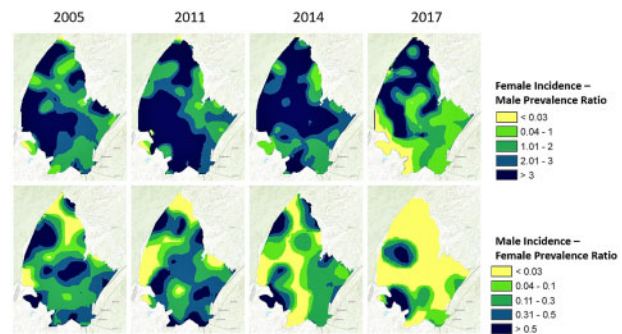 2005 2011 2014 2017
Female Incidence –
Male Prevalence Ratio
< 0.03
0.04 - 1
1.01 - 2
2.01 - 3
> 3
Male Incidence –
Female Prevalence Ratio
< 0.03
0.04 - 0.1
0.11 - 0.3
0.31 - 0.5
> 0.5